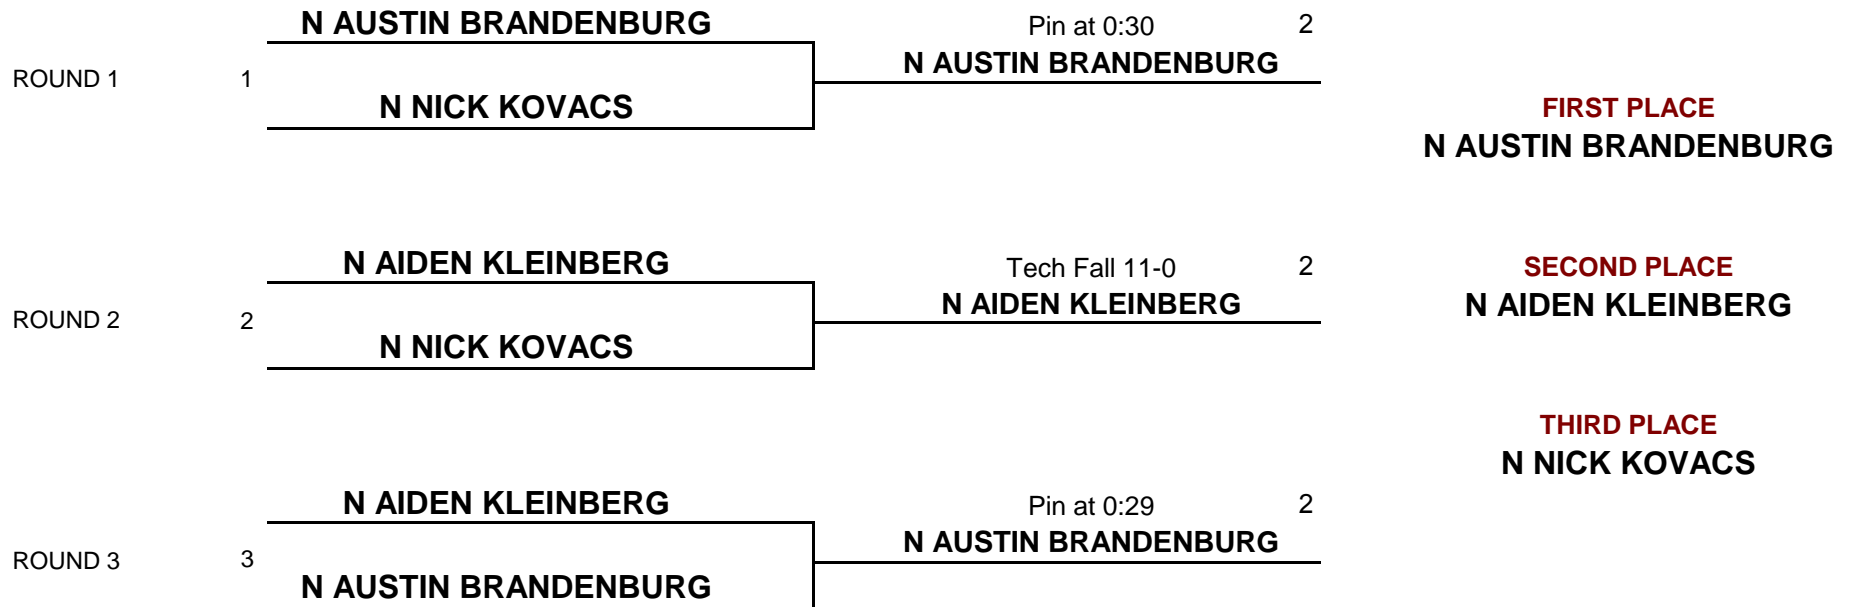 N AUSTIN BRANDENBURG
Pin at 0:30 2
N AUSTIN BRANDENBURG
ROUND 1 1
N NICK KOVACS
FIRST PLACE
N AUSTIN BRANDENBURG
N AIDEN KLEINBERG
Tech Fall 11-0 2
SECOND PLACE
N AIDEN KLEINBERG
N AIDEN KLEINBERG
ROUND 2 2
N NICK KOVACS
THIRD PLACE
N NICK KOVACS
N AIDEN KLEINBERG
Pin at 0:29 2
N AUSTIN BRANDENBURG
ROUND 3 3
N AUSTIN BRANDENBURG